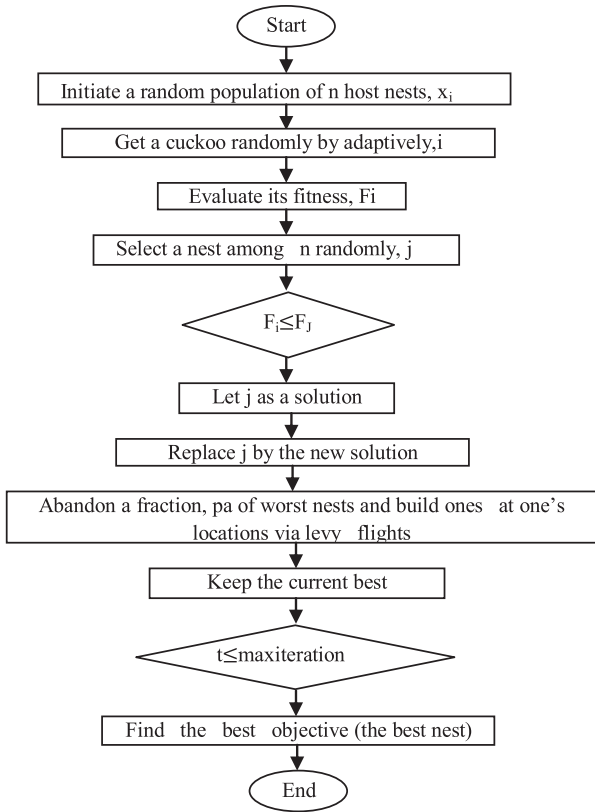 Start
Initiate a random population of n host nests, xᵢ
Get a cuckoo randomly by adaptively,i
Evaluate its fitness, Fi
Select a nest among n randomly, j
Fᵢ≤F_J
Let j as a solution
Replace j by the new solution
Abandon a fraction, pa of worst nests and build ones at one's
locations via levy flights
Keep the current best
t≤maxiteration
Find the best objective (the best nest)
End